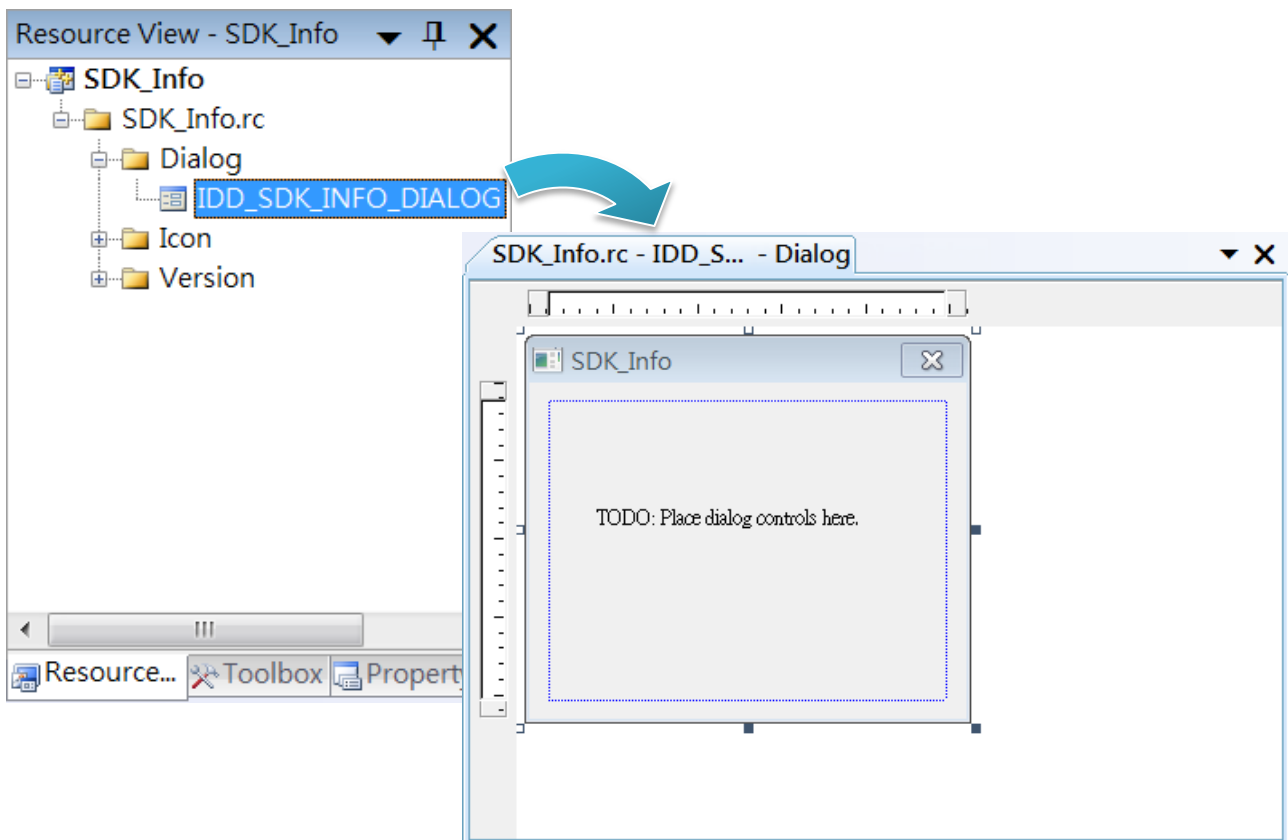 Resource View - SDK_Info
SDK_Info
SDK_Info.rc
Dialog
IDD_SDK_INFO_DIALOG
Icon
Version
Resource... Toolbox Propert
SDK_Info.rc - IDD_S... - Dialog
SDK_Info
TODO: Place dialog controls here.